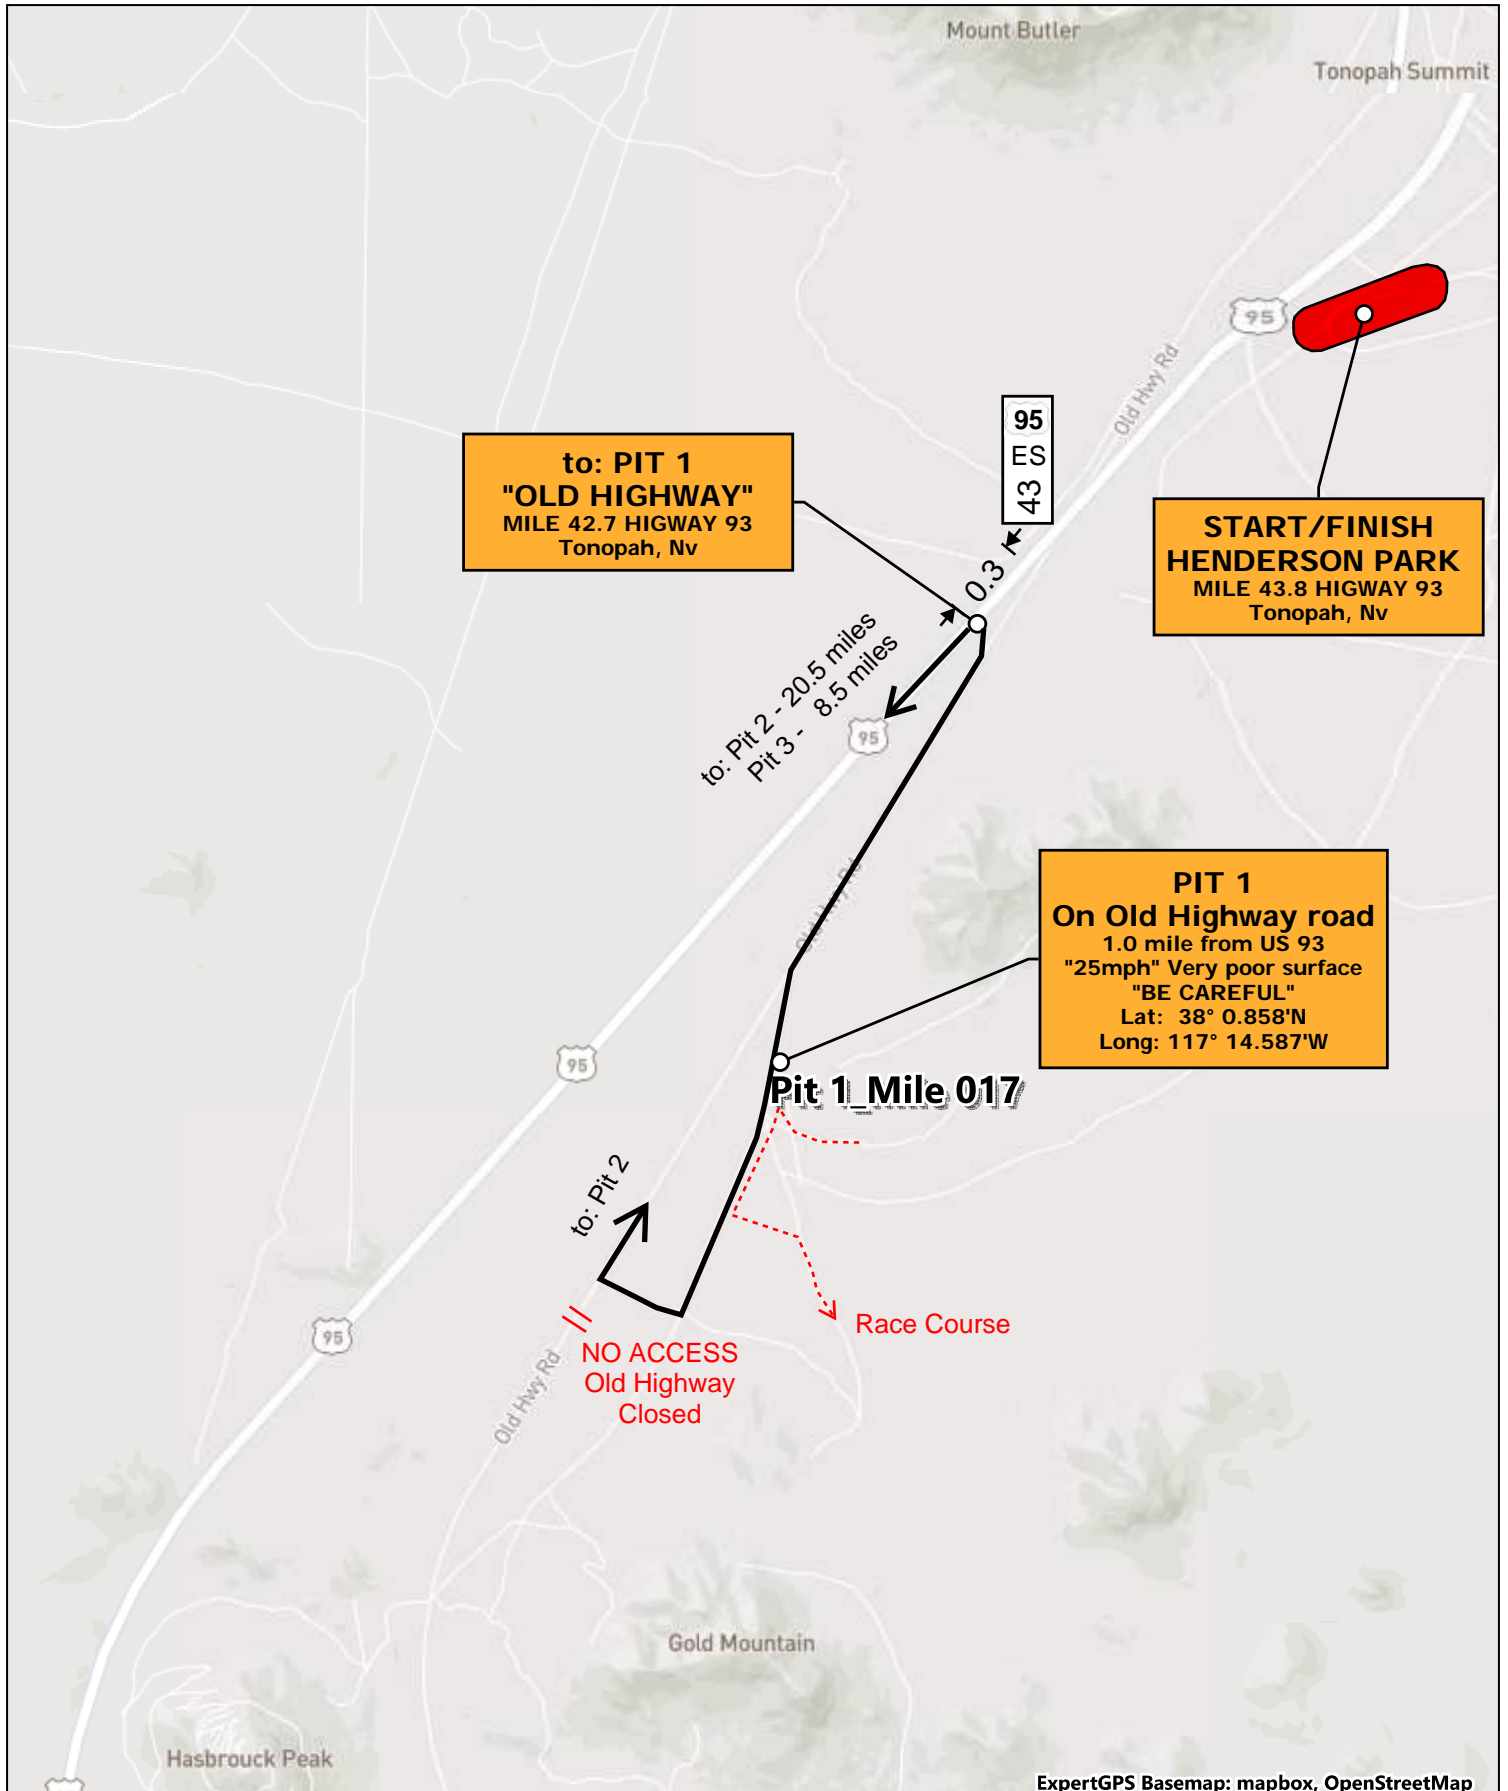 Mount Butler
Tonopah Summit
95
Old Hwy Rd
95
ES
43
to: PIT 1
"OLD HIGHWAY"
MILE 42.7 HIGWAY 93
Tonopah, Nv
START/FINISH
HENDERSON PARK
MILE 43.8 HIGWAY 93
Tonopah, Nv
0.3
to: Pit 2 - 20.5 miles
Pit 3 - 8.5 miles
95
Old Hwy Rd
PIT 1
On Old Highway road
1.0 mile from US 93
"25mph" Very poor surface
"BE CAREFUL"
Lat: 38° 0.858'N
Long: 117° 14.587'W
95
Pit 1_Mile 017
to: Pit 2
95
Race Course
NO ACCESS
Old Highway
Closed
Old Hwy Rd
Gold Mountain
Hasbrouck Peak
ExpertGPS Basemap: mapbox, OpenStreetMap